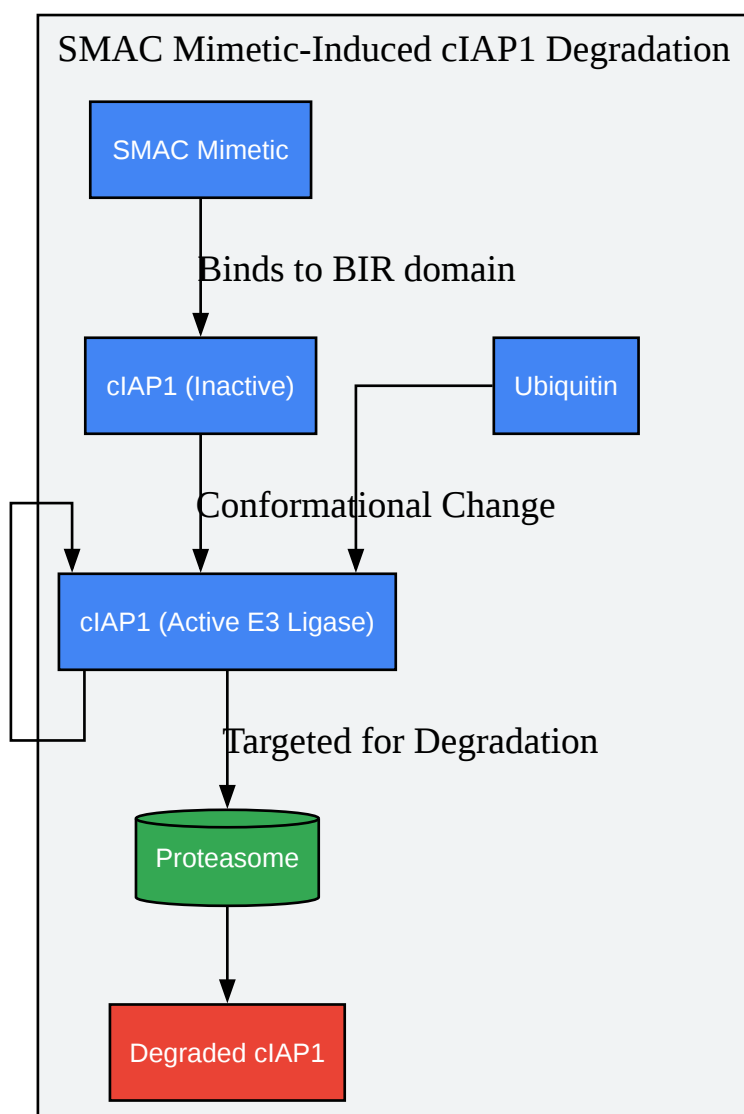 SMAC Mimetic-Induced cIAP1 Degradation
SMAC Mimetic
Binds to BIR domain
cIAP1 (Inactive)
Ubiquitin
Conformational Change
cIAP1 (Active E3 Ligase)
Targeted for Degradation
Proteasome
Degraded cIAP1